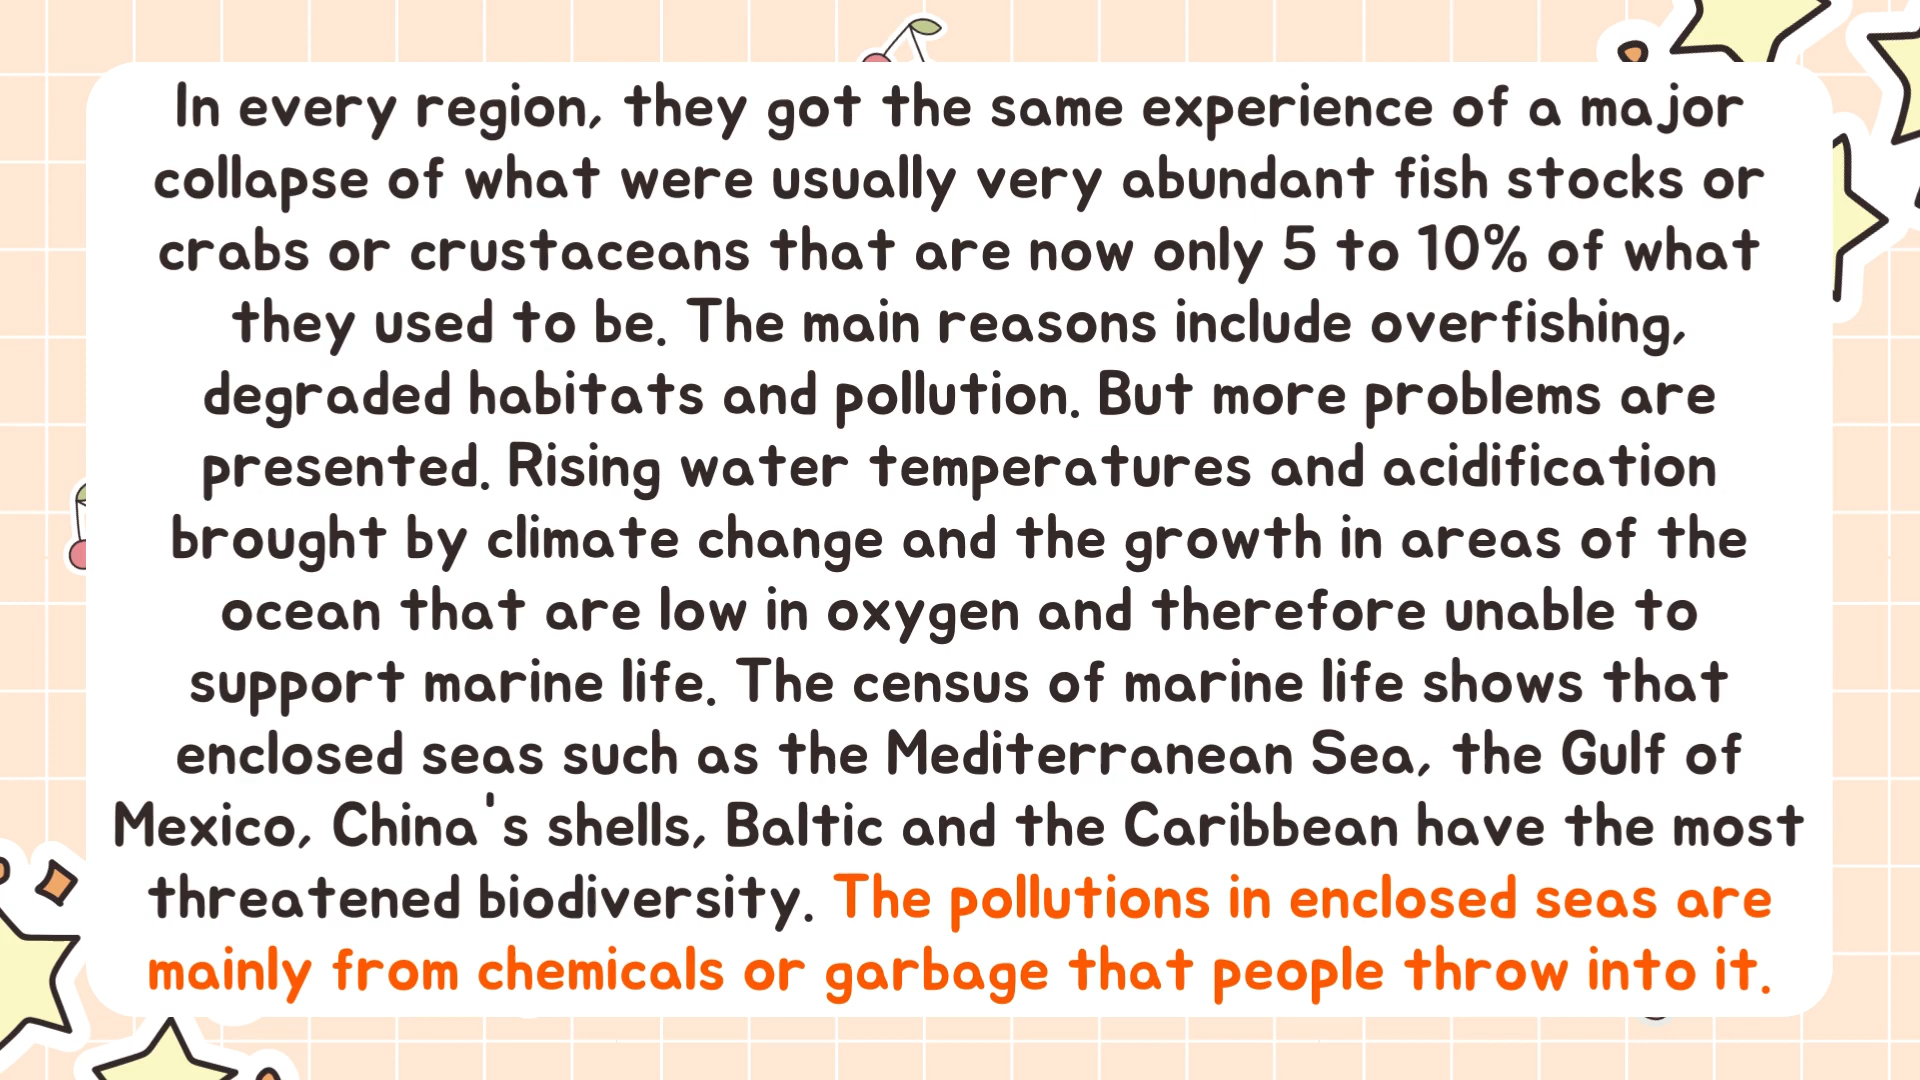 In every region, they got the same experience of a major
collapse of what were usually very abundant fish stocks or
crabs or crustaceans that are now only 5 to 10% of what
they used to be. The main reasons include overfishing,
degraded habitats and pollution. But more problems are
presented. Rising water temperatures and acidification
brought by climate change and the growth in areas of the
ocean that are low in oxygen and therefore unable to
support marine life. The census of marine life shows that
enclosed seas such as the Mediterranean Sea, the Gulf of
Mexico, China's shells, Baltic and the Caribbean have the most
threatened biodiversity. The pollutions in enclosed seas are
mainly from chemicals or garbage that people throw into it.